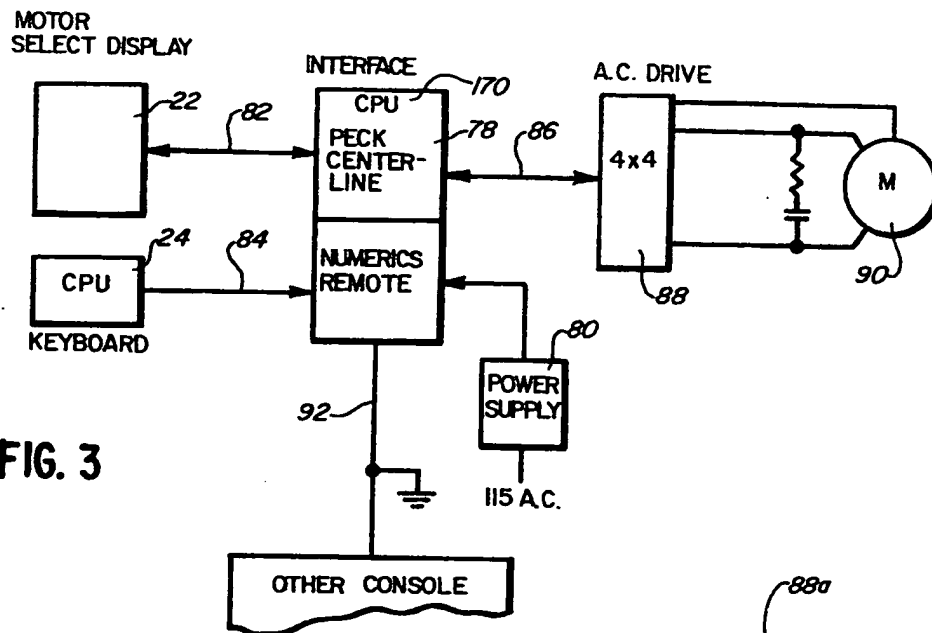 MOTOR
SELECT DISPLAY
22
82
INTERFACE
CPU
170
78
PECK
CENTER-
LINE
86
A.C. DRIVE
4x4
88
M
90
24
CPU
KEYBOARD
84
NUMERICS
REMOTE
80
POWER
SUPPLY
115 A.C.
92
FIG. 3
OTHER CONSOLE
88a